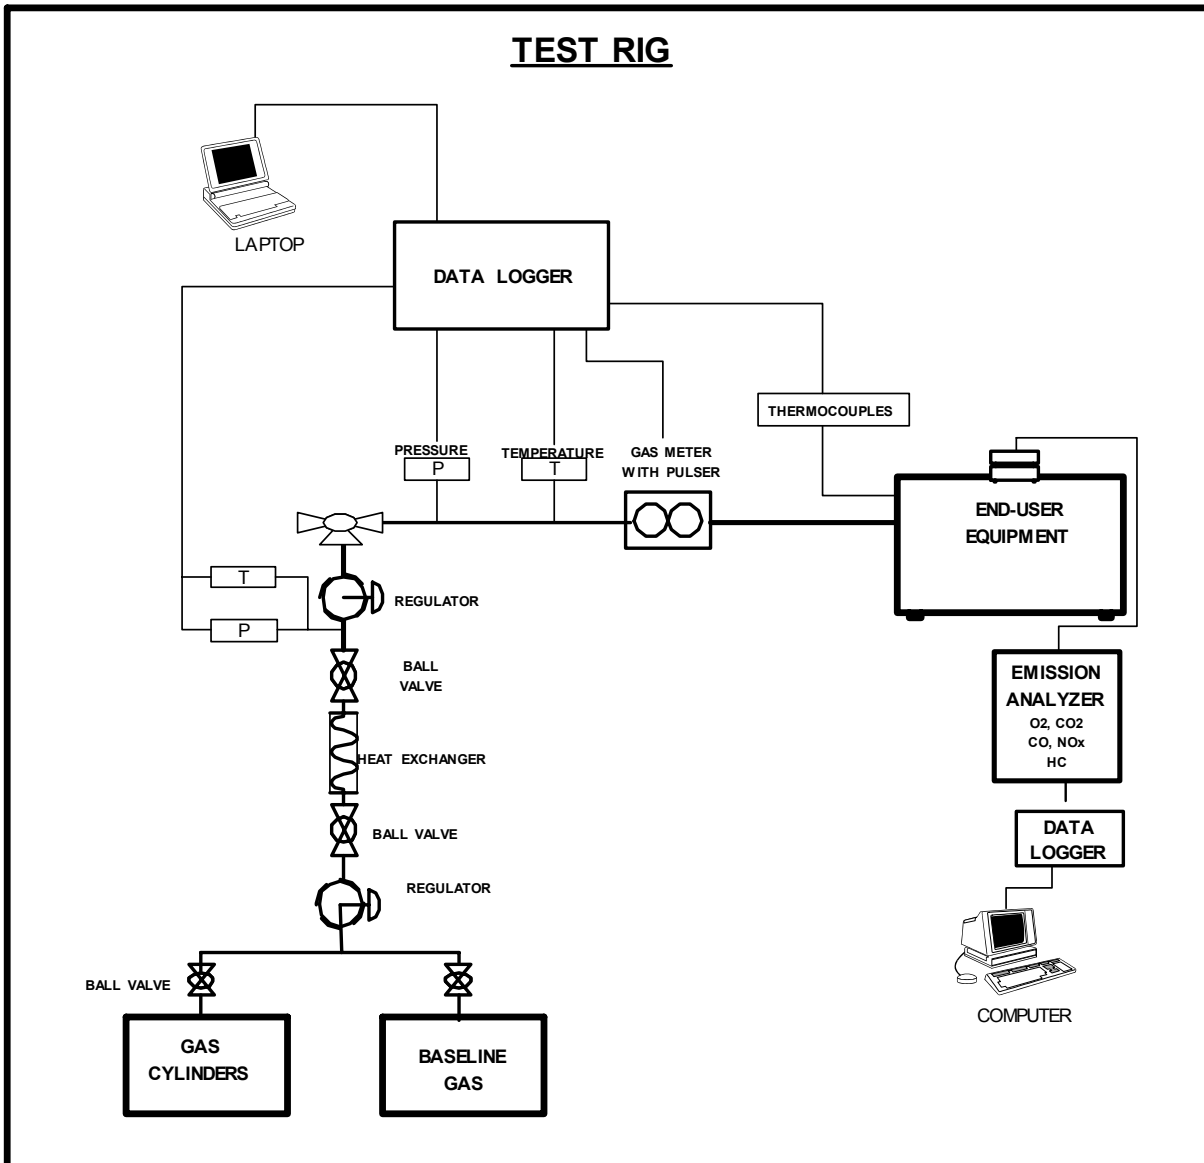 TEST RIG
LAPTOP
DATA LOGGER
THERMOCOUPLES
PRESSURE
P
TEMPERATURE
T
GAS METER
WITH PULSER
END-USER
EQUIPMENT
T
REGULATOR
P
BALL
VALVE
EMISSION
ANALYZER
O2, CO2
CO, NOx
HC
HEAT EXCHANGER
BALL VALVE
DATA
LOGGER
REGULATOR
BALL VALVE
COMPUTER
GAS
CYLINDERS
BASELINE
GAS